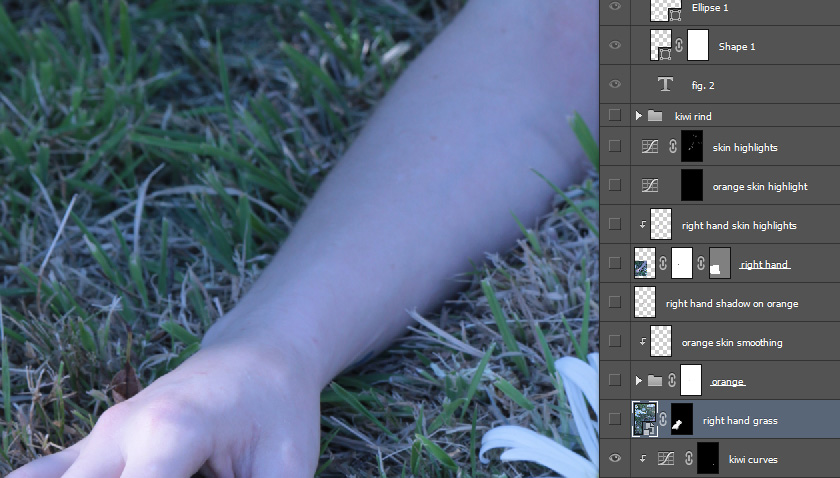 Ellipse 1
Shape 1
T fig. 2
kiwi rind
skin highlights
orange skin highlight
right hand skin highlights
right hand
right hand shadow on orange
orange skin smoothing
orange
right hand grass
kiwi curves